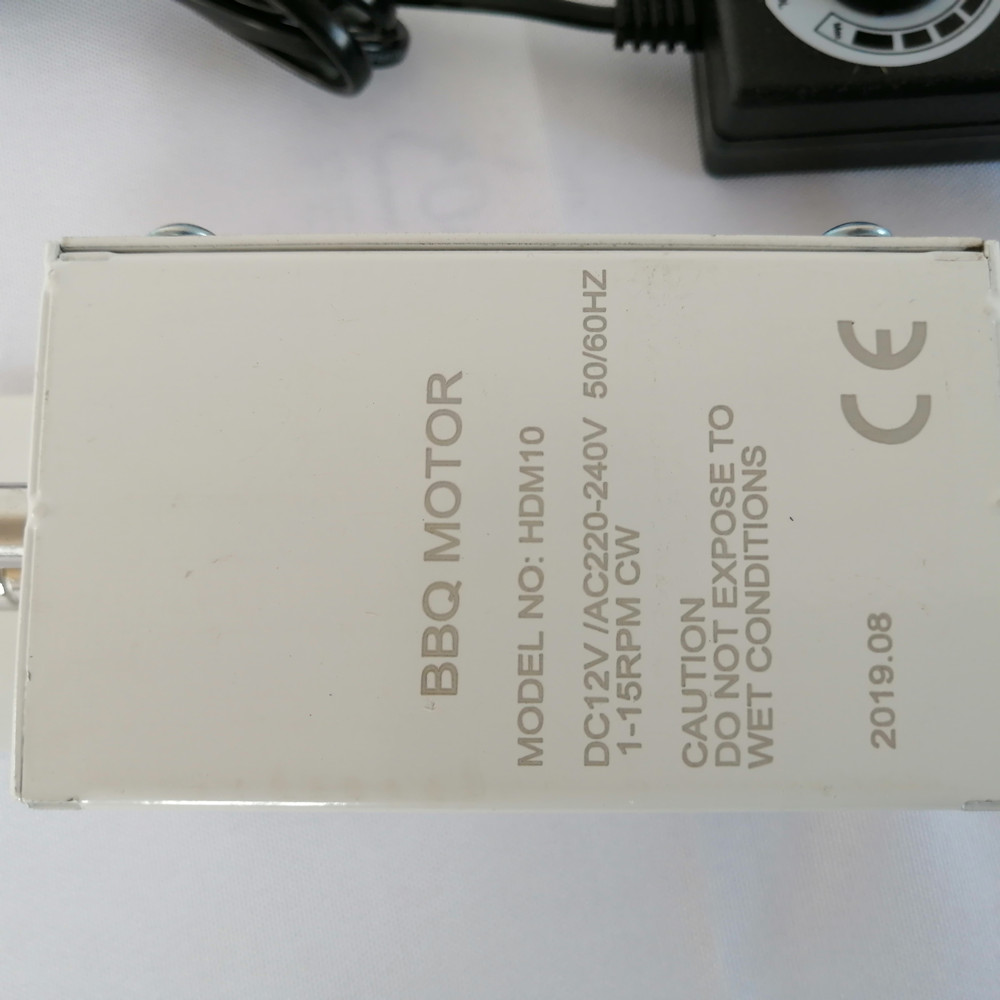 BBQ MOTOR
MODEL NO: HDM10
DC12V /AC220-240V 50/60HZ
1-15RPM CW
CAUTION
DO NOT EXPOSE TO
WET CONDITIONS
2019.08 CE